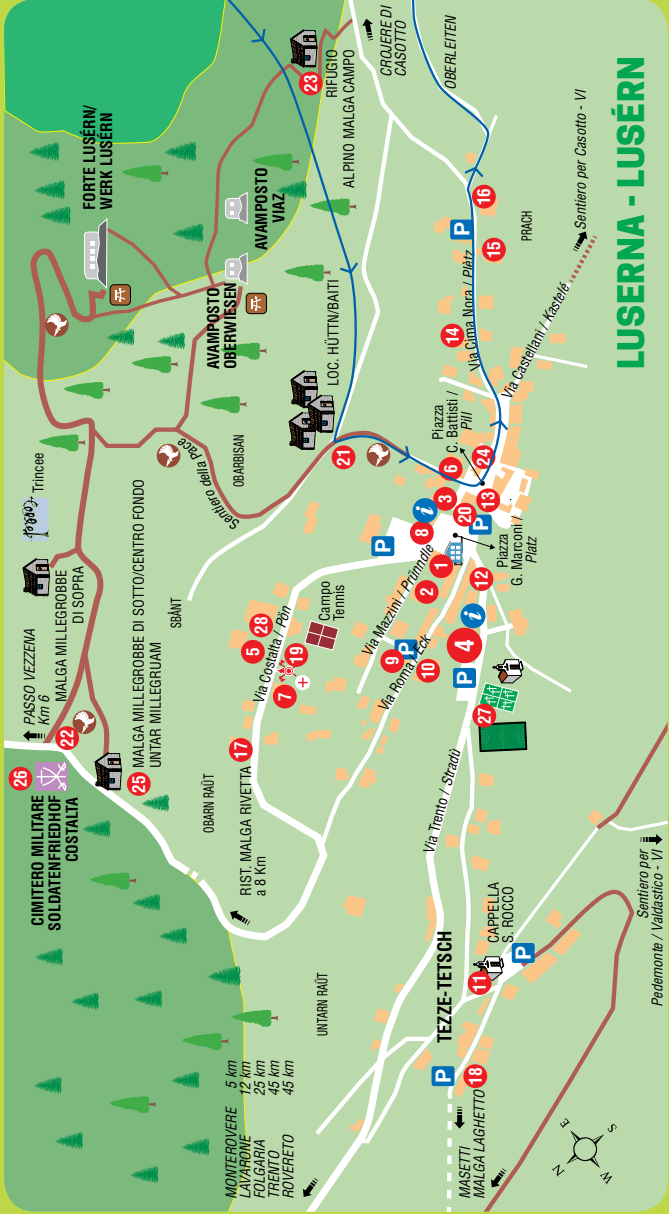 LUSERNA - LUSÉRN
FORTE LUSÉRN/
WERK LUSÉRN
AVAMPOSTO
VIAZ
AVAMPOSTO
OBERWIESEN
23
RIFUGIO
ALPINO MALGA CAMPO
CROJERE DI
CASOTTO
OBERLEITEN
Trincee
PASSO VEZZENA
Km 6
MALGA MILLEGROBBE
DI SOPRA
22
26
CIMITERO MILITARE
SOLDATENFRIEDHOF
COSTALTA
25
MALGA MILLEGROBBE DI SOTTO/CENTRO FONDO
UNTAR MILLEGRUAM
Sentiero della Pace
OBARBISAN
LOC. HÜTTN/BAITI
21
SBÀNT
OBARN RAÛT
RIST. MALGA RIVETTA
a 8 Km
17
Via Costalta / Pön
5
28
7
19
Campo
Tennis
P
8
i
3
6
Piazza
C. Battisti /
Pill
24
13
20
P
1
2
Via Mazzini / Prünndle
Piazza
G. Marconi /
Platz
12
9
P
10
Via Roma / Eck
i
4
P
27
Via Trento / Stradü
14
Via Cima Nora / Plètz
15
P
16
PRACH
Via Castellani / Kastelé
Sentiero per Casotto - VI
UNTARN RAÛT
TEZZE-TETSCH
CAPPELLA
S. ROCCO
11
P
P
18
MASETTI
MALGA LAGHETTO
Sentiero per
Pedemonte / Valdastico - VI
MONTEROVERE 5 km
LAVARONE 12 km
FOLGARIA 25 km
TRENTO 45 km
ROVERETO 45 km
N
E
S
W